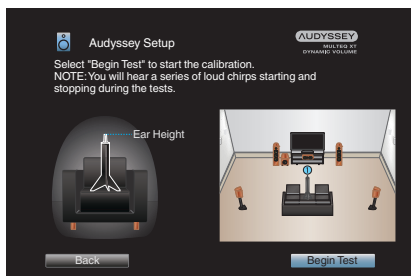 Audyssey Setup
AUDYSSEY
MULTEQ XT
DYNAMIC VOLUME
Select "Begin Test" to start the calibration.
NOTE: You will hear a series of loud chirps starting and
stopping during the tests.
Ear Height
1
Back
Begin Test